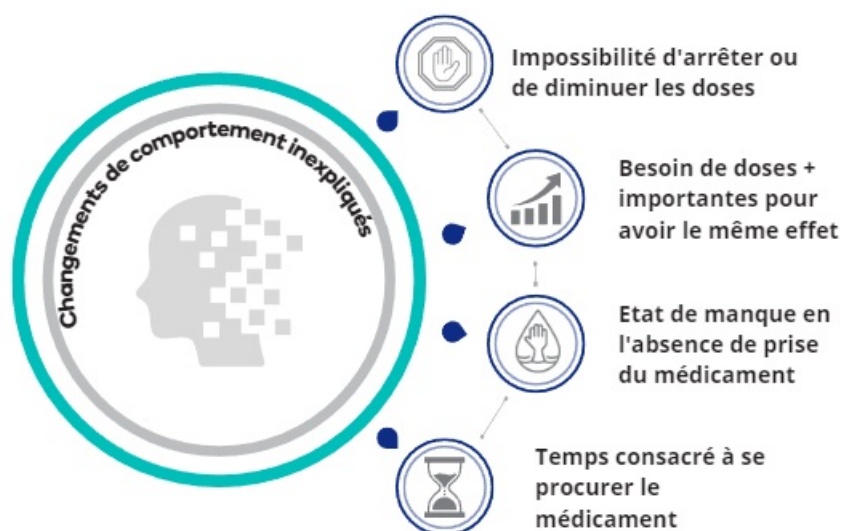 Changements de comportement inexpliqués
Impossibilité d'arrêter ou
de diminuer les doses
Besoin de doses +
importantes pour
avoir le même effet
Etat de manque en
l'absence de prise
du médicament
Temps consacré à se
procurer le
médicament